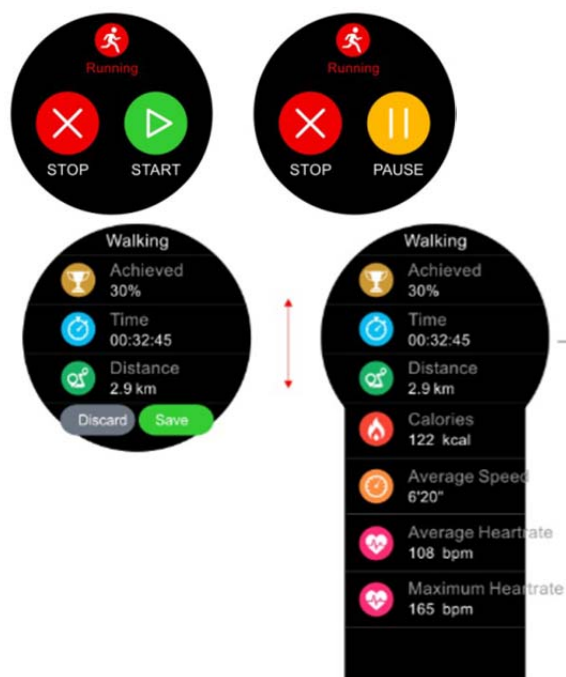 Running
STOP
START
Running
STOP
PAUSE
Walking
Achieved
30%
Time
00:32:45
Distance
2.9 km
Discard
Save
Walking
Achieved
30%
Time
00:32:45
Distance
2.9 km
Calories
122 kcal
Average Speed
6'20"
Average Heartrate
108 bpm
Maximum Heartrate
165 bpm